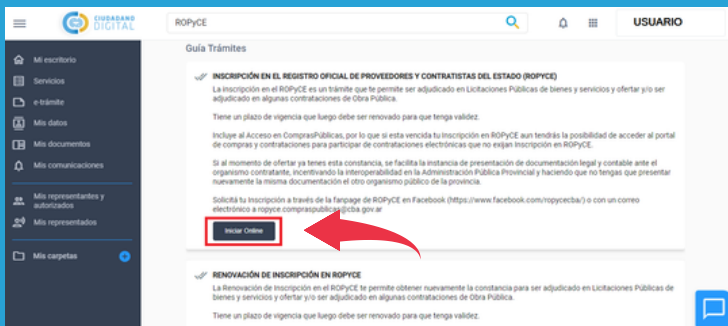 CIUDADANO
DIGITAL
ROPyCE
USUARIO
Mi escritorio
Servicios
e-trámite
Mis datos
Mis documentos
Mis comunicaciones
Mis representantes y
autorizados
Mis representados
Mis carpetas
Guía Trámites
INSCRIPCIÓN EN EL REGISTRO OFICIAL DE PROVEEDORES Y CONTRATISTAS DEL ESTADO (ROPYCE)
La inscripción en el ROPyCE es un trámite que te permite ser adjudicado en Licitaciones Públicas de bienes y servicios y ofertar y/o ser
adjudicado en algunas contrataciones de Obra Pública.
Tiene un plazo de vigencia que luego debe ser renovado para que tenga validez.
Incluye al Acceso en ComprasPúblicas, por lo que si esta vencida tu Inscripción en ROPyCE aun tendrás la posibilidad de acceder al portal
de compras y contrataciones para participar de contrataciones electrónicas que no exijan Inscripción en ROPyCE.
Si al momento de ofertar ya tenes esta constancia, se facilita la instancia de presentación de documentación legal y contable ante el
organismo contratante, incentivando la interoperabilidad en la Administración Pública Provincial y haciendo que no tengas que presentar
nuevamente la misma documentación el otro organismo público de la provincia.
Solicitá tu Inscripción a través de la fanpage de ROPyCE en Facebook (https://www.facebook.com/ropycecba/) o con un correo
electrónico a ropyce.compraspublicas@cba.gov.ar
Iniciar Online
RENOVACIÓN DE INSCRIPCIÓN EN ROPYCE
La Renovación de Inscripción en el ROPyCE te permite obtener nuevamente la constancia para ser adjudicado en Licitaciones Públicas de
bienes y servicios y ofertar y/o ser adjudicado en algunas contrataciones de Obra Pública.
Tiene un plazo de vigencia que luego debe ser renovado para que tenga validez.